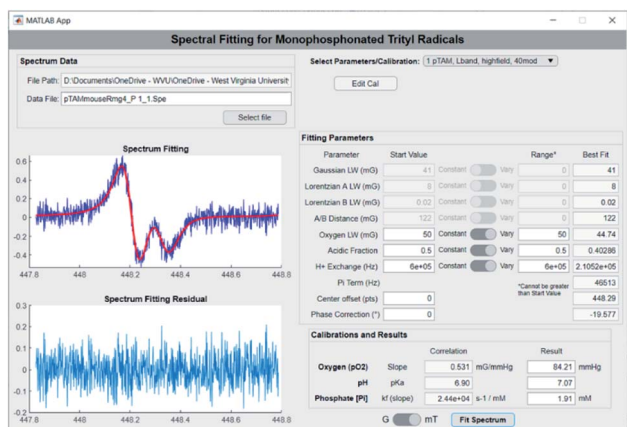 MATLAB App
Spectral Fitting for Monophosphonated Trityl Radicals
Spectrum Data
File Path: D:\Documents\OneDrive - WVU\OneDrive - West Virginia Universit
Data File: pTAMmouseRmg4_P 1_1.Spe
Select file
Select Parameters/Calibration: 1 pTAM, Lband, highfield, 40mod
Edit Cal
Spectrum Fitting
0.6
0.4
0.2
0
-0.2
-0.4
447.8 448 448.2 448.4 448.6 448.8
Spectrum Fitting Residual
0.3
0.2
0.1
0
-0.1
-0.2
447.8 448 448.2 448.4 448.6 448.8
Fitting Parameters
Parameter Start Value Range* Best Fit
Gaussian LW (mG) 41 Constant Vary 0 41
Lorentzian A LW (mG) 8 Constant Vary 0 8
Lorentzian B LW (mG) 0.02 Constant Vary 0 0.02
A/B Distance (mG) 122 Constant Vary 0 122
Oxygen LW (mG) 50 Constant Vary 50 44.74
Acidic Fraction 0.5 Constant Vary 0.5 0.40286
H+ Exchange (Hz) 6e+05 Constant Vary 6e+05 2.1052e+05
Pi Term (Hz) 46513
*Cannot be greater
than Start Value
Center offset (pts) 0 448.29
Phase Correction (°) 0 -19.577
Calibrations and Results
Correlation Result
Oxygen (pO2) Slope 0.531 mG/mmHg 84.21 mmHg
pH pKa 6.90 7.07
Phosphate [Pi] kf (slope) 2.44e+04 s-1 / mM 1.91 mM
G mT Fit Spectrum